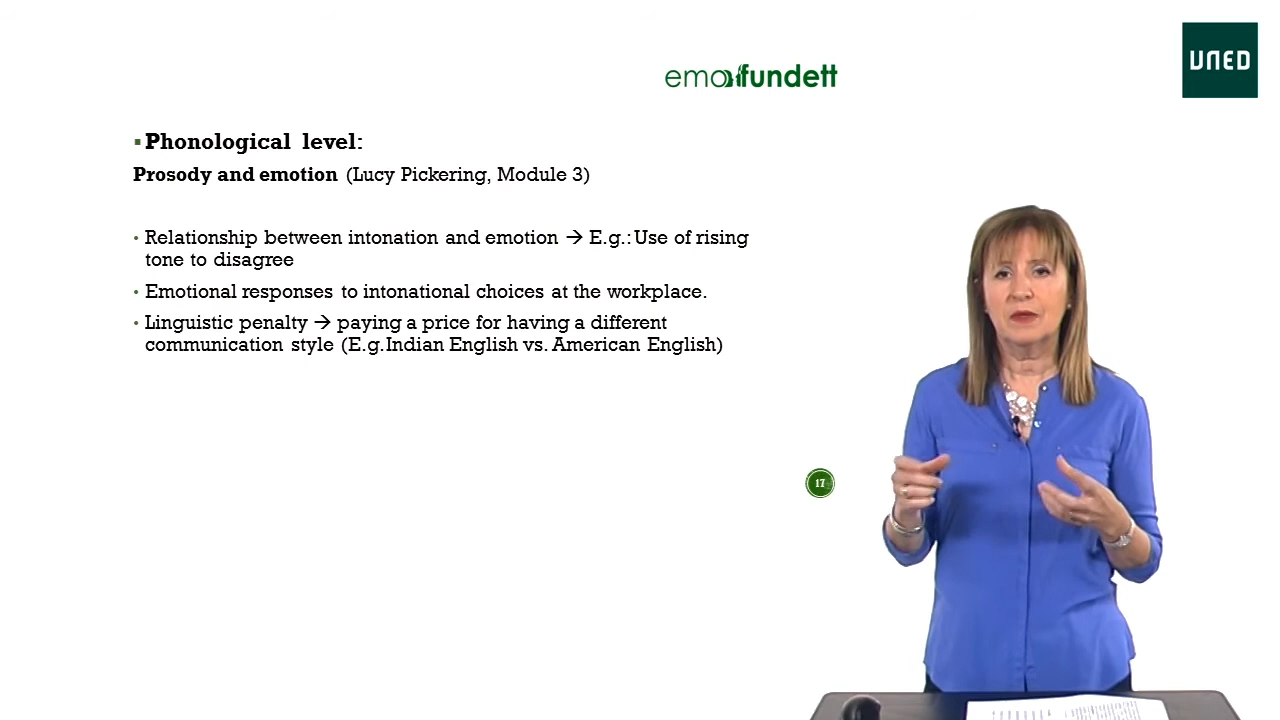 UNED
emo fundett
▪ Phonological level:
Prosody and emotion (Lucy Pickering, Module 3)
• Relationship between intonation and emotion → E.g.: Use of rising
tone to disagree
• Emotional responses to intonational choices at the workplace.
• Linguistic penalty → paying a price for having a different
communication style (E.g. Indian English vs. American English)
17